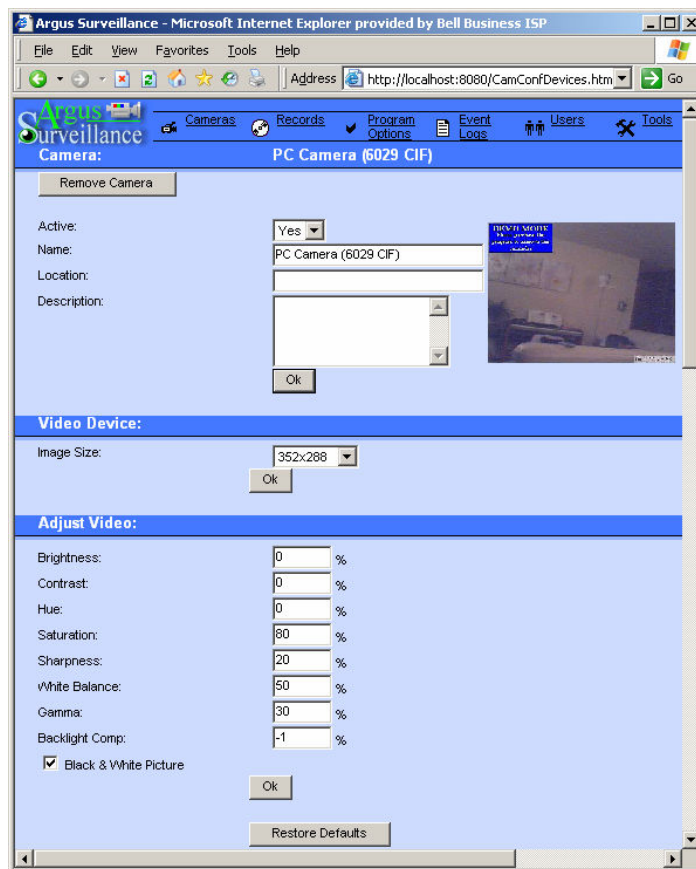 Argus Surveillance - Microsoft Internet Explorer provided by Bell Business ISP
File Edit View Favorites Tools Help
Address http://localhost:8080/CamConfDevices.htm Go
Argus Surveillance
Cameras Records Program Options Event Logs Users Tools
Camera: PC Camera (6029 CIF)
Remove Camera
Active: Yes
Name: PC Camera (6029 CIF)
Location:
Description:
Ok
Video Device:
Image Size: 352x288
Ok
Adjust Video:
Brightness: 0 %
Contrast: 0 %
Hue: 0 %
Saturation: 80 %
Sharpness: 20 %
White Balance: 50 %
Gamma: 30 %
Backlight Comp: -1 %
Black & White Picture
Ok
Restore Defaults